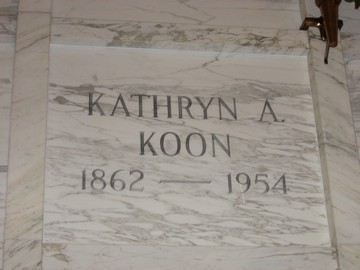 KATHRYN A.
KOON
1862 — 1954